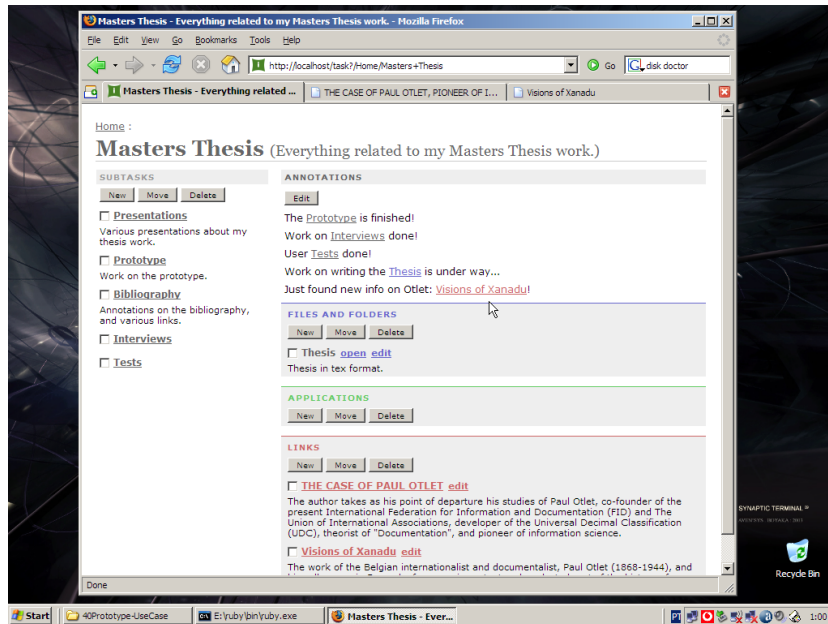 Masters Thesis - Everything related to my Masters Thesis work. - Mozilla Firefox
File Edit View Go Bookmarks Tools Help
http://localhost/task?/Home/Masters+Thesis Go disk doctor
Masters Thesis - Everything related ... THE CASE OF PAUL OTLET, PIONEER OF I... Visions of Xanadu
Home :
Masters Thesis (Everything related to my Masters Thesis work.)
SUBTASKS
New Move Delete
Presentations
Various presentations about my
thesis work.
Prototype
Work on the prototype.
Bibliography
Annotations on the bibliography,
and various links.
Interviews
Tests
ANNOTATIONS
Edit
The Prototype is finished!
Work on Interviews done!
User Tests done!
Work on writing the Thesis is under way...
Just found new info on Otlet: Visions of Xanadu!
FILES AND FOLDERS
New Move Delete
Thesis open edit
Thesis in tex format.
APPLICATIONS
New Move Delete
LINKS
New Move Delete
THE CASE OF PAUL OTLET edit
The author takes as his point of departure his studies of Paul Otlet, co-founder of the
present International Federation for Information and Documentation (FID) and The
Union of International Associations, developer of the Universal Decimal Classification
(UDC), theorist of "Documentation", and pioneer of information science.
Visions of Xanadu edit
The work of the Belgian internationalist and documentalist, Paul Otlet (1868-1944), and
Done
SYNAPTIC TERMINAL
Recycle Bin
Start 40Prototype-UseCase E:\ruby\bin\ruby.exe Masters Thesis - Ever... PT 1:00